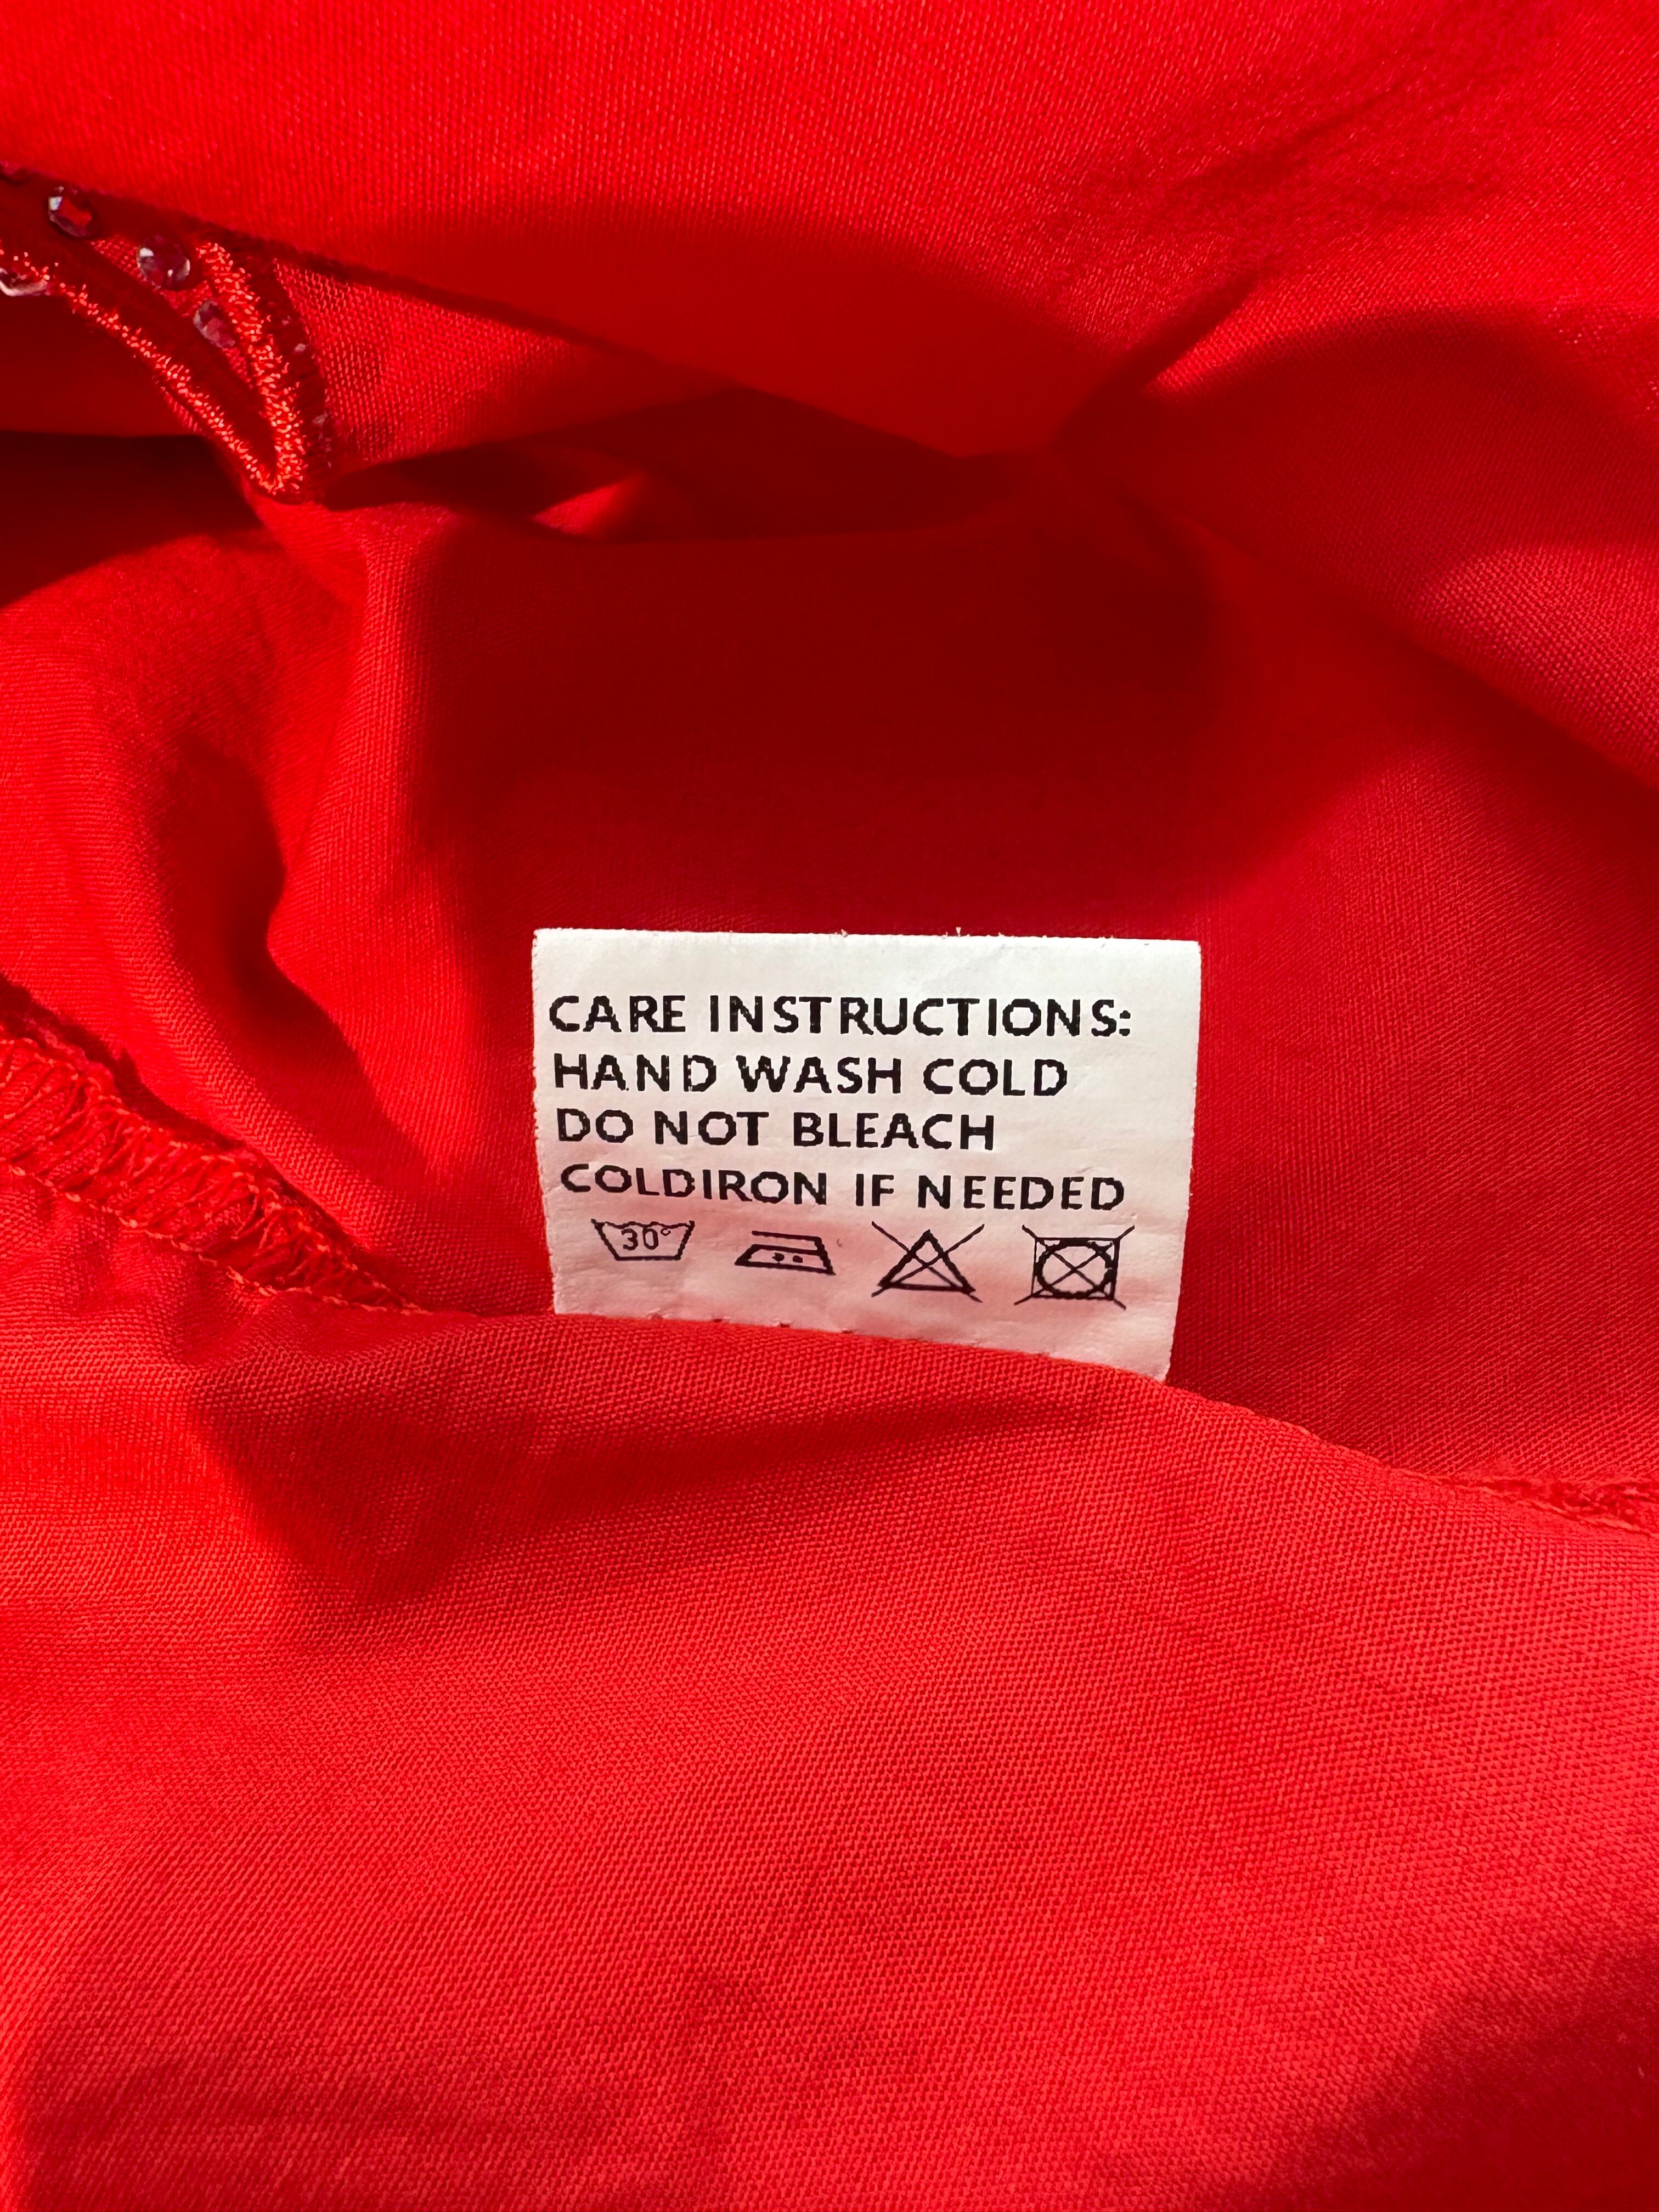 CARE INSTRUCTIONS:
HAND WASH COLD
DO NOT BLEACH
COLDIRON IF NEEDED
30°